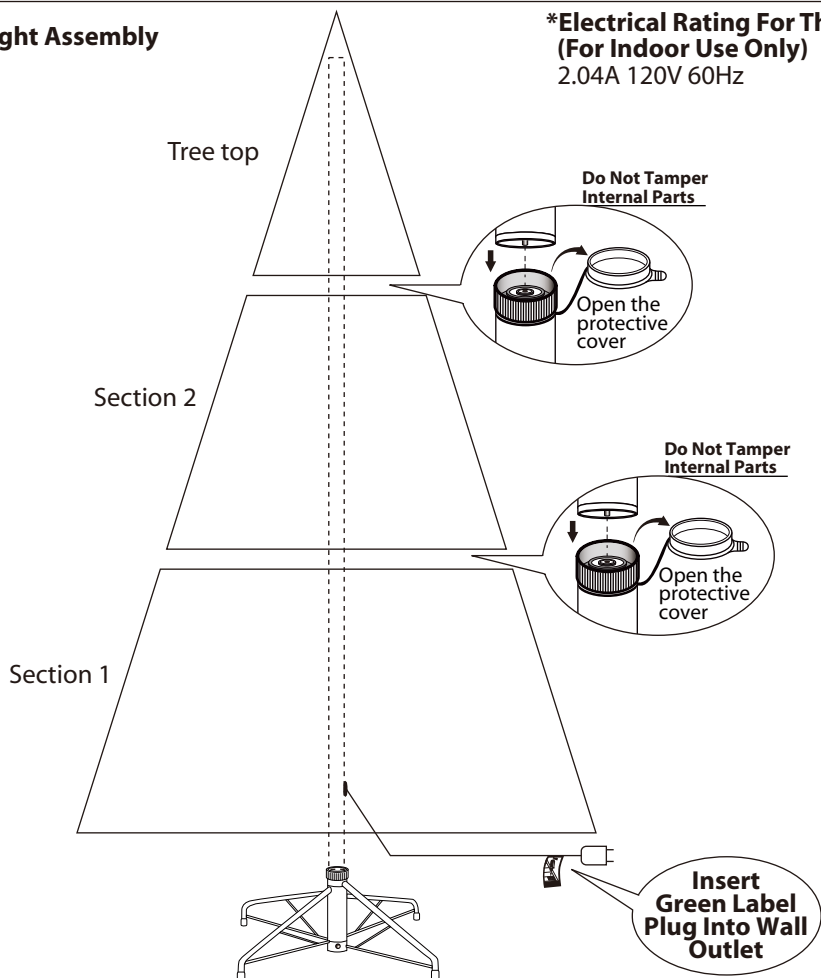 ght Assembly
*Electrical Rating For Th
(For Indoor Use Only)
2.04A 120V 60Hz
Tree top
Do Not Tamper
Internal Parts
Open the
protective
cover
Section 2
Do Not Tamper
Internal Parts
Open the
protective
cover
Section 1
Insert
Green Label
Plug Into Wall
Outlet